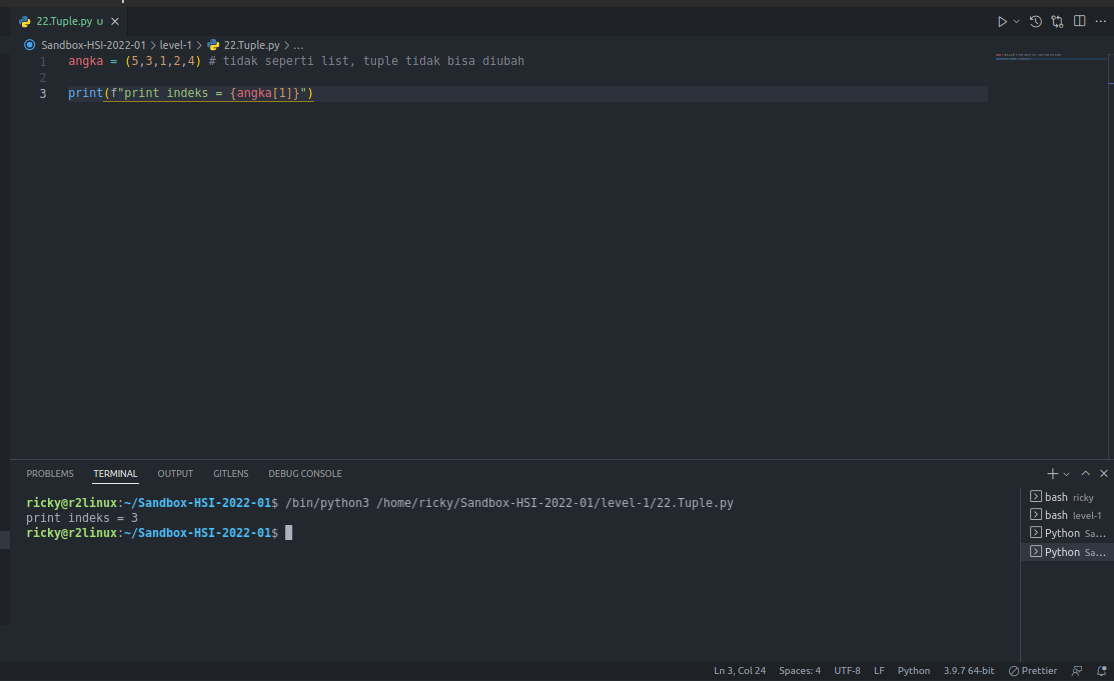 22.Tuple.py U
Sandbox-HSI-2022-01 > level-1 > 22.Tuple.py > ...
1 angka = (5,3,1,2,4) # tidak seperti list, tuple tidak bisa diubah
2
3 print(f"print indeks = {angka[1]}")
PROBLEMS TERMINAL OUTPUT GITLENS DEBUG CONSOLE
ricky@r2linux:~/Sandbox-HSI-2022-01$ /bin/python3 /home/ricky/Sandbox-HSI-2022-01/level-1/22.Tuple.py
print indeks = 3
ricky@r2linux:~/Sandbox-HSI-2022-01$
bash ricky
bash level-1
Python Sa...
Python Sa...
Ln 3, Col 24 Spaces: 4 UTF-8 LF Python 3.9.7 64-bit Prettier